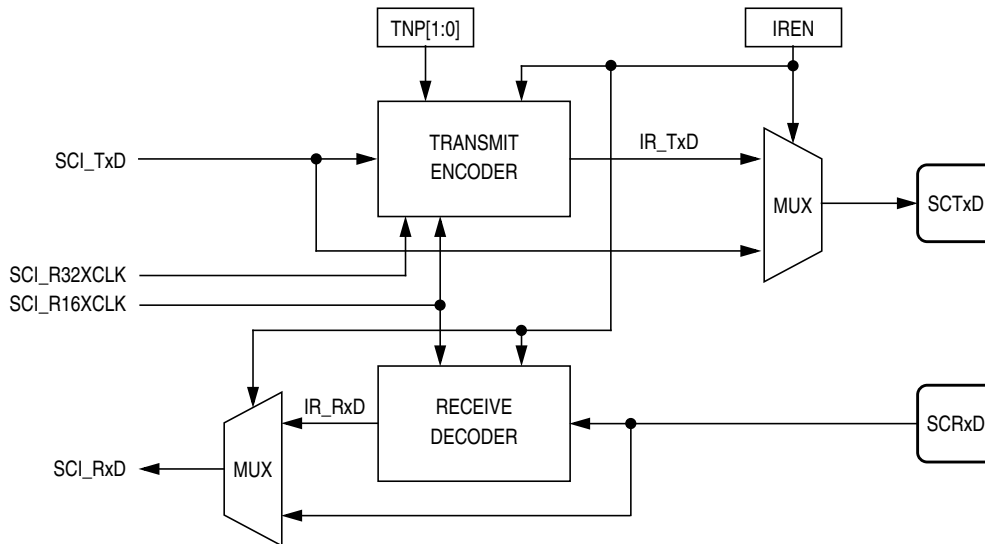 TNP[1:0]
IREN
TRANSMIT
ENCODER
SCI_TxD
IR_TxD
MUX
SCTxD
SCI_R32XCLK
SCI_R16XCLK
RECEIVE
DECODER
IR_RxD
SCRxD
SCI_RxD
MUX